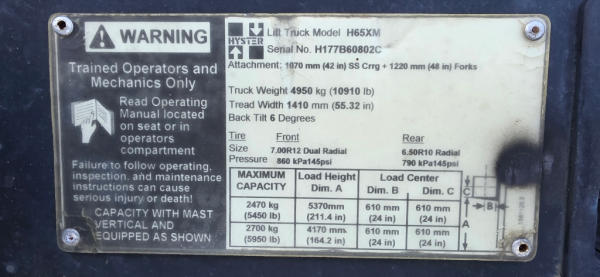 WARNING
Trained Operators and
Mechanics Only
Read Operating
Manual located
on seat or in
operators
compartment
Failure to follow operating,
inspection, and maintenance
instructions can cause
serious injury or death!
CAPACITY WITH MAST
VERTICAL AND
EQUIPPED AS SHOWN
HYSTER
Lift Truck Model H65XM
Serial No. H177B60802C
Attachment: 1070 mm (42 in) SS Crrg + 1220 mm (48 in) Forks
Truck Weight 4950 kg (10910 lb)
Tread Width 1410 mm (55.32 in)
Back Tilt 6 Degrees
Tire Front Rear
Size 7.00R12 Dual Radial 6.50R10 Radial
Pressure 860 kPa145psi 790 kPa145psi
MAXIMUM CAPACITY Load Height Dim. A Load Center Dim. B Dim. C
2470 kg (5450 lb) 5370mm (211.4 in) 610 mm (24 in) 610 mm (24 in)
2700 kg (5950 lb) 4170 mm (164.2 in) 610 mm (24 in) 610 mm (24 in)
C
B
A